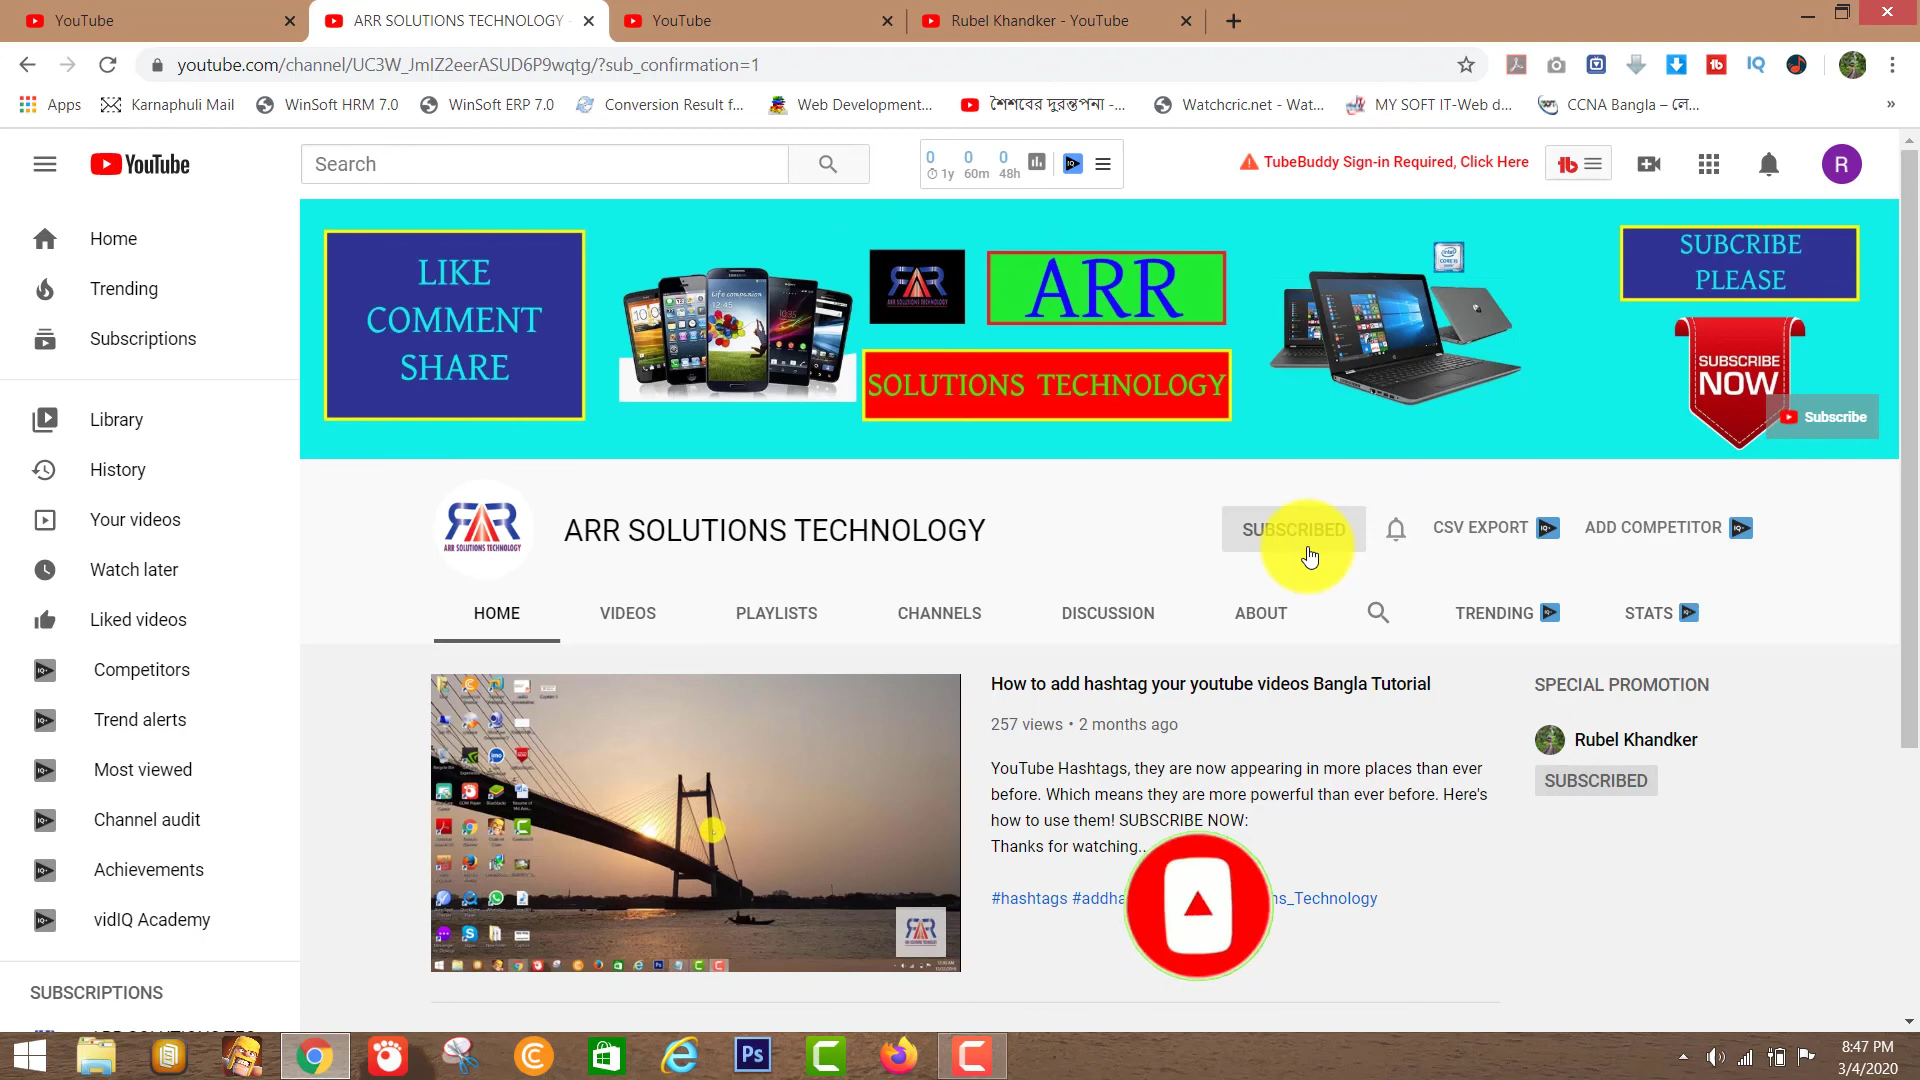 YouTube
ARR SOLUTIONS TECHNOLOGY -
YouTube
Rubel Khandker - YouTube
youtube.com/channel/UC3W_JmIZ2eerASUD6P9wqtg/?sub_confirmation=1
Apps
Karnaphuli Mail
WinSoft HRM 7.0
WinSoft ERP 7.0
Conversion Result f...
Web Development...
শৈশবের দুরন্তপনা -...
Watchcric.net - Wat...
MY SOFT IT-Web d...
CCNA Bangla – লে...
YouTube
Search
0 0 0
1y 60m 48h
TubeBuddy Sign-in Required, Click Here
R
Home
Trending
Subscriptions
Library
History
Your videos
Watch later
Liked videos
Competitors
Trend alerts
Most viewed
Channel audit
Achievements
vidIQ Academy
SUBSCRIPTIONS
LIKE
COMMENT
SHARE
ARR
SOLUTIONS TECHNOLOGY
SUBCRIBE
PLEASE
SUBSCRIBE
NOW
Subscribe
ARR SOLUTIONS TECHNOLOGY
ARR SOLUTIONS TECHNOLOGY
SUBSCRIBED
CSV EXPORT
ADD COMPETITOR
HOME
VIDEOS
PLAYLISTS
CHANNELS
DISCUSSION
ABOUT
TRENDING
STATS
How to add hashtag your youtube videos Bangla Tutorial
257 views • 2 months ago
YouTube Hashtags, they are now appearing in more places than ever
before. Which means they are more powerful than ever before. Here's
how to use them! SUBSCRIBE NOW:
Thanks for watching..
#hashtags #addha
ns_Technology
SPECIAL PROMOTION
Rubel Khandker
SUBSCRIBED
Ps
8:47 PM
3/4/2020